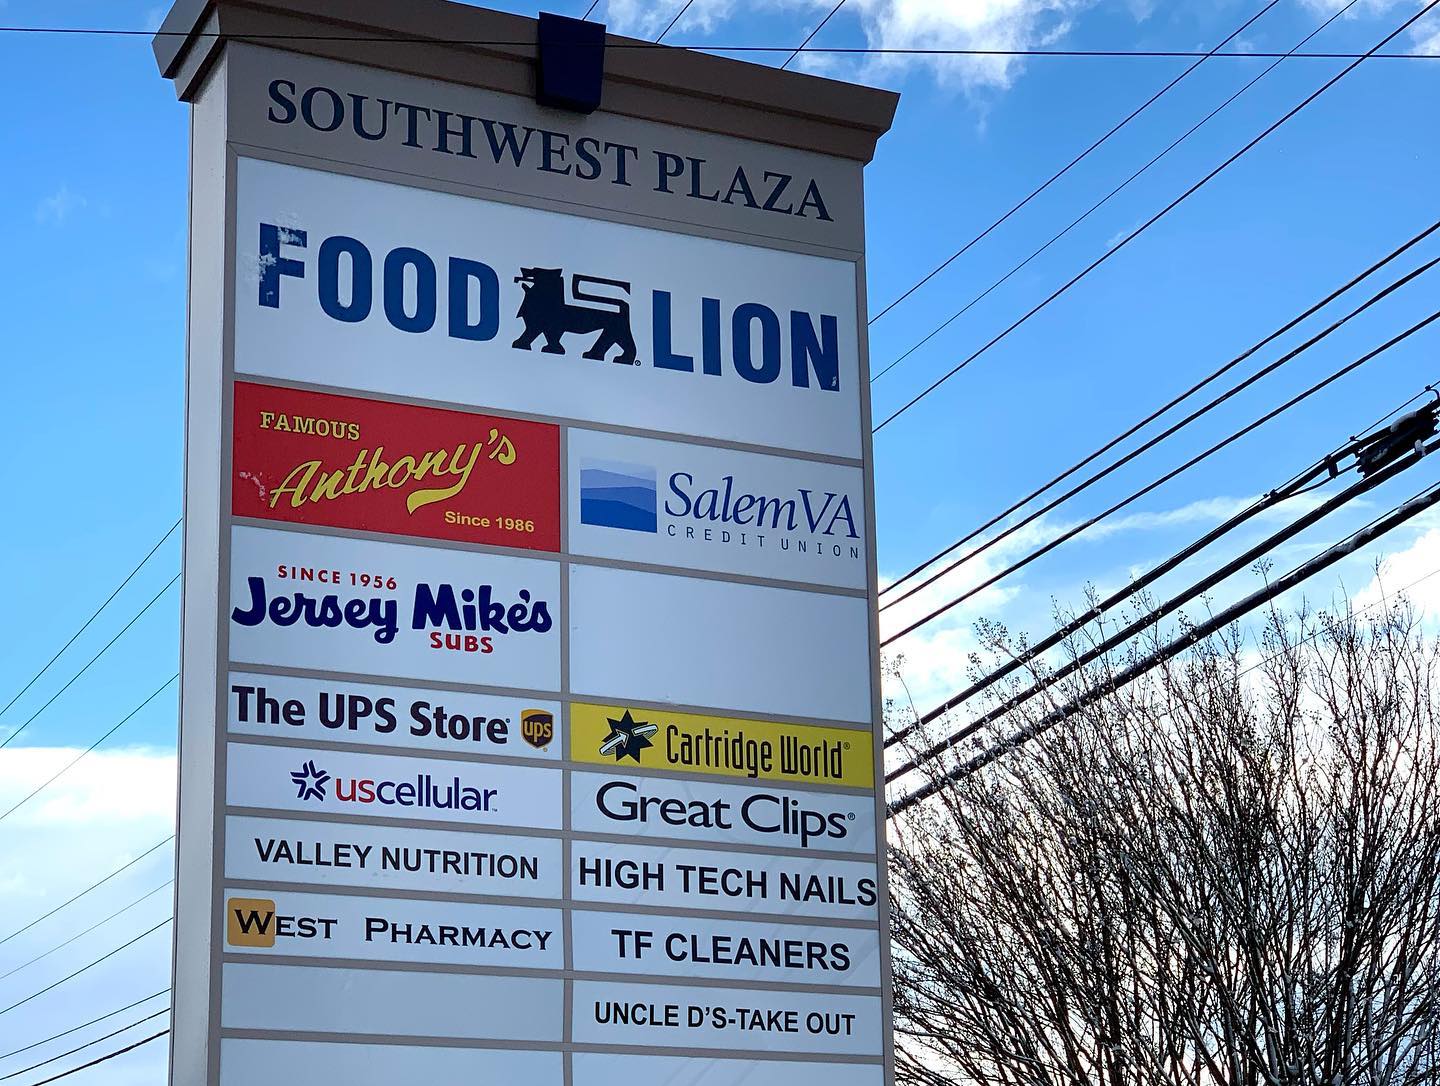 SOUTHWEST PLAZA
FOOD LION
FAMOUS
Anthony's
Since 1986
SalemVA
CREDIT UNION
SINCE 1956
Jersey Mike's
SUBS
The UPS Store® ups
Cartridge World®
uscellular™
Great Clips®
VALLEY NUTRITION
HIGH TECH NAILS
WEST PHARMACY
TF CLEANERS
UNCLE D'S-TAKE OUT